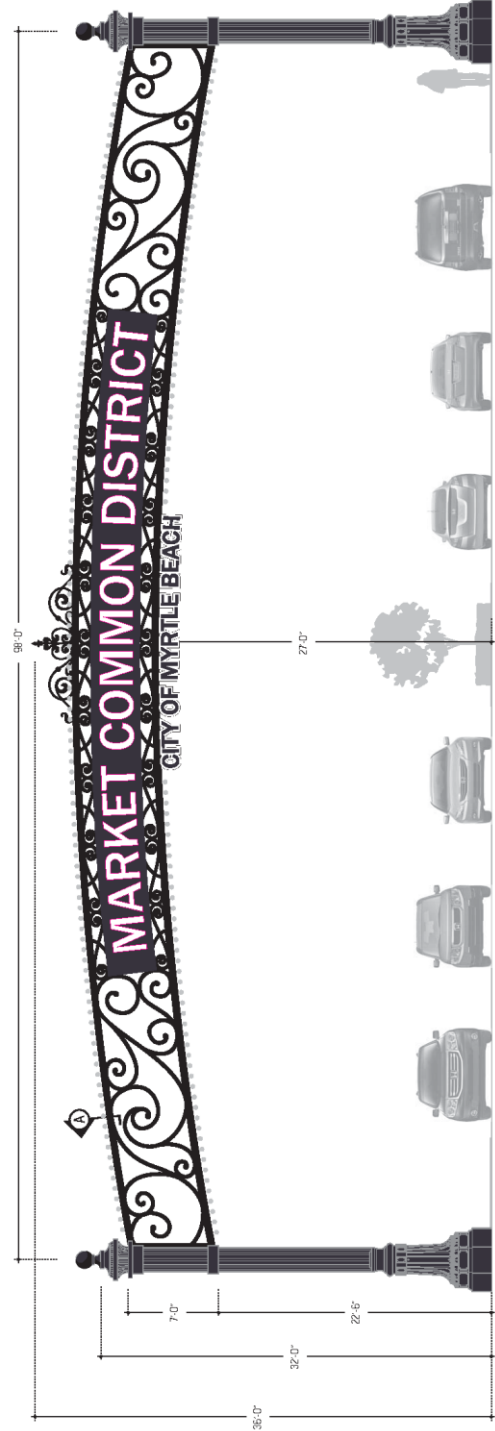 98'-0"
A
MARKET COMMON DISTRICT
CITY OF MYRTLE BEACH
36'-0"
32'-0"
7'-0"
22'-6"
27'-0"